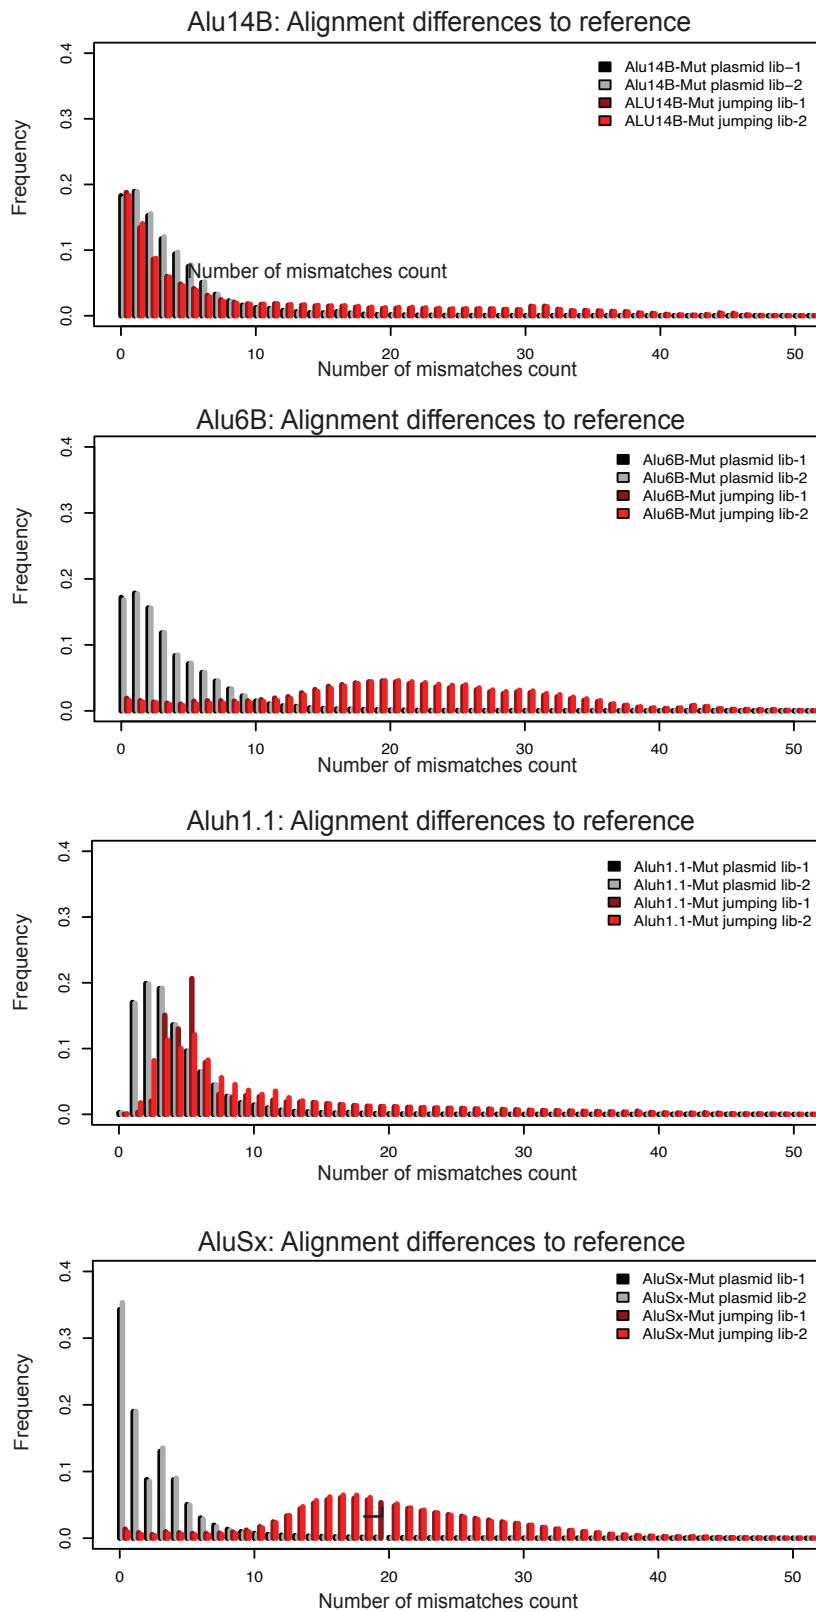 Alu14B: Alignment differences to reference
Frequency
0.4
0.3
0.2
0.1
0.0
Alu14B-Mut plasmid lib−1
Alu14B-Mut plasmid lib−2
ALU14B-Mut jumping lib-1
ALU14B-Mut jumping lib-2
Number of mismatches count
0 10 20 30 40 50
Number of mismatches count
Alu6B: Alignment differences to reference
Frequency
0.4
0.3
0.2
0.1
0.0
Alu6B-Mut plasmid lib-1
Alu6B-Mut plasmid lib-2
Alu6B-Mut jumping lib-1
Alu6B-Mut jumping lib-2
0 10 20 30 40 50
Number of mismatches count
Aluh1.1: Alignment differences to reference
Frequency
0.4
0.3
0.2
0.1
0.0
Aluh1.1-Mut plasmid lib-1
Aluh1.1-Mut plasmid lib-2
Aluh1.1-Mut jumping lib-1
Aluh1.1-Mut jumping lib-2
0 10 20 30 40 50
Number of mismatches count
AluSx: Alignment differences to reference
Frequency
0.4
0.3
0.2
0.1
0.0
AluSx-Mut plasmid lib-1
AluSx-Mut plasmid lib-2
AluSx-Mut jumping lib-1
AluSx-Mut jumping lib-2
0 10 20 30 40 50
Number of mismatches count